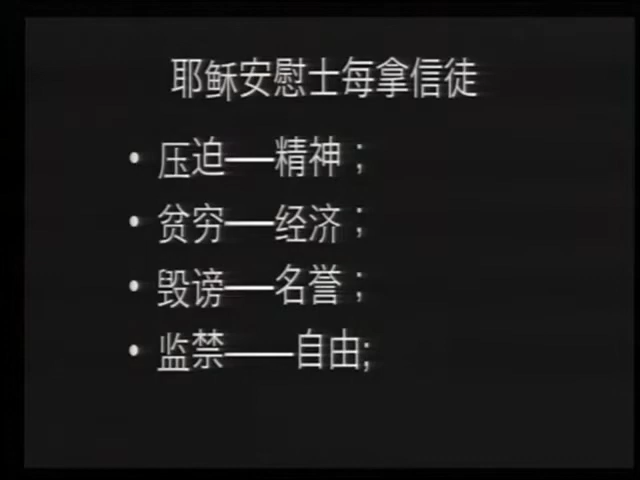 耶稣安慰士每拿信徒
• 压迫——精神；
• 贫穷——经济；
• 毁谤——名誉；
• 监禁——自由;